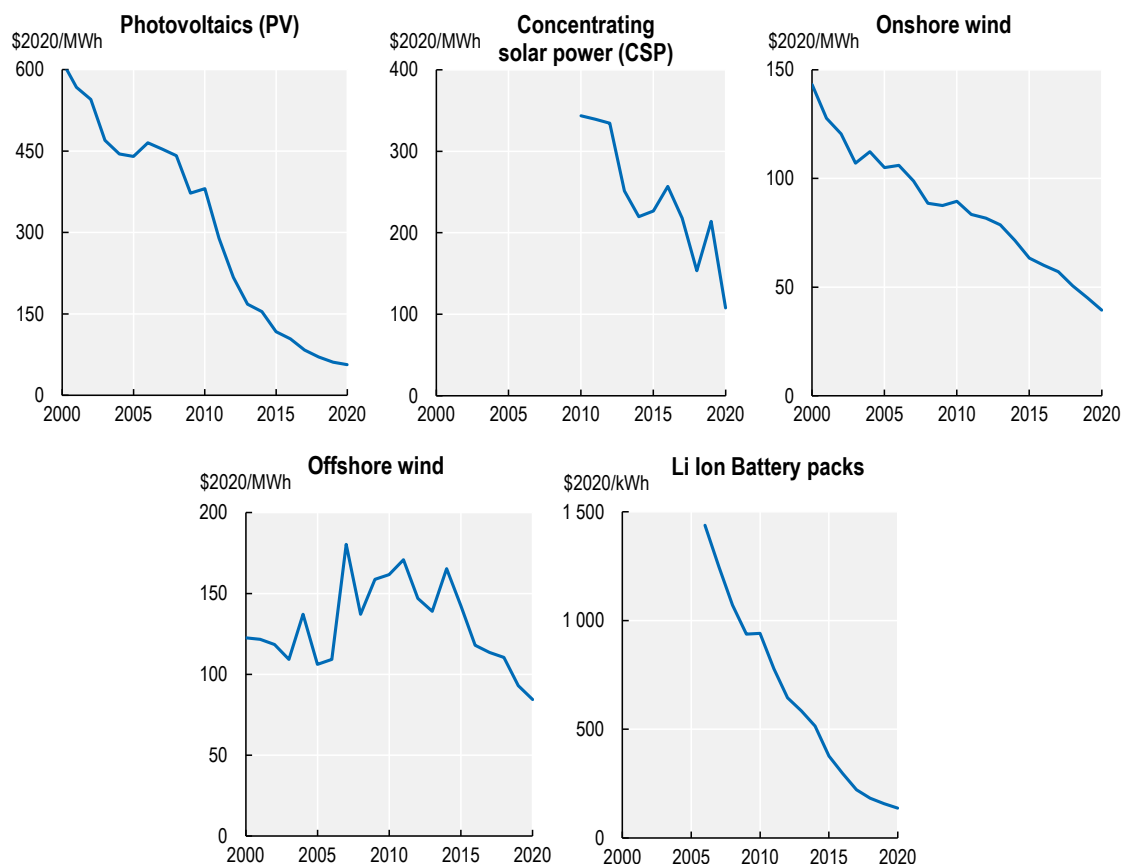 Photovoltaics (PV)
$2020/MWh
600
450
300
150
0
2000 2005 2010 2015 2020
Concentrating
solar power (CSP)
$2020/MWh
400
300
200
100
0
2000 2005 2010 2015 2020
Onshore wind
$2020/MWh
150
100
50
0
2000 2005 2010 2015 2020
Offshore wind
$2020/MWh
200
150
100
50
0
2000 2005 2010 2015 2020
Li Ion Battery packs
$2020/kWh
1 500
1 000
500
0
2000 2005 2010 2015 2020